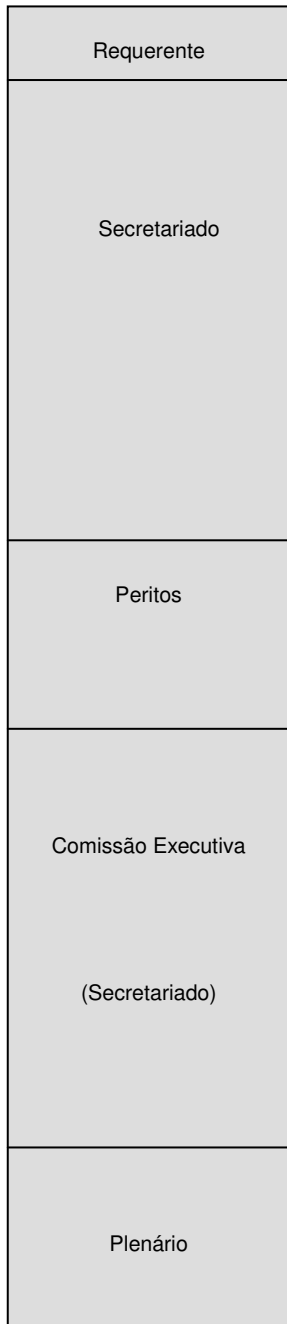 Requerente
Secretariado
Peritos
Comissão Executiva
(Secretariado)
Plenário